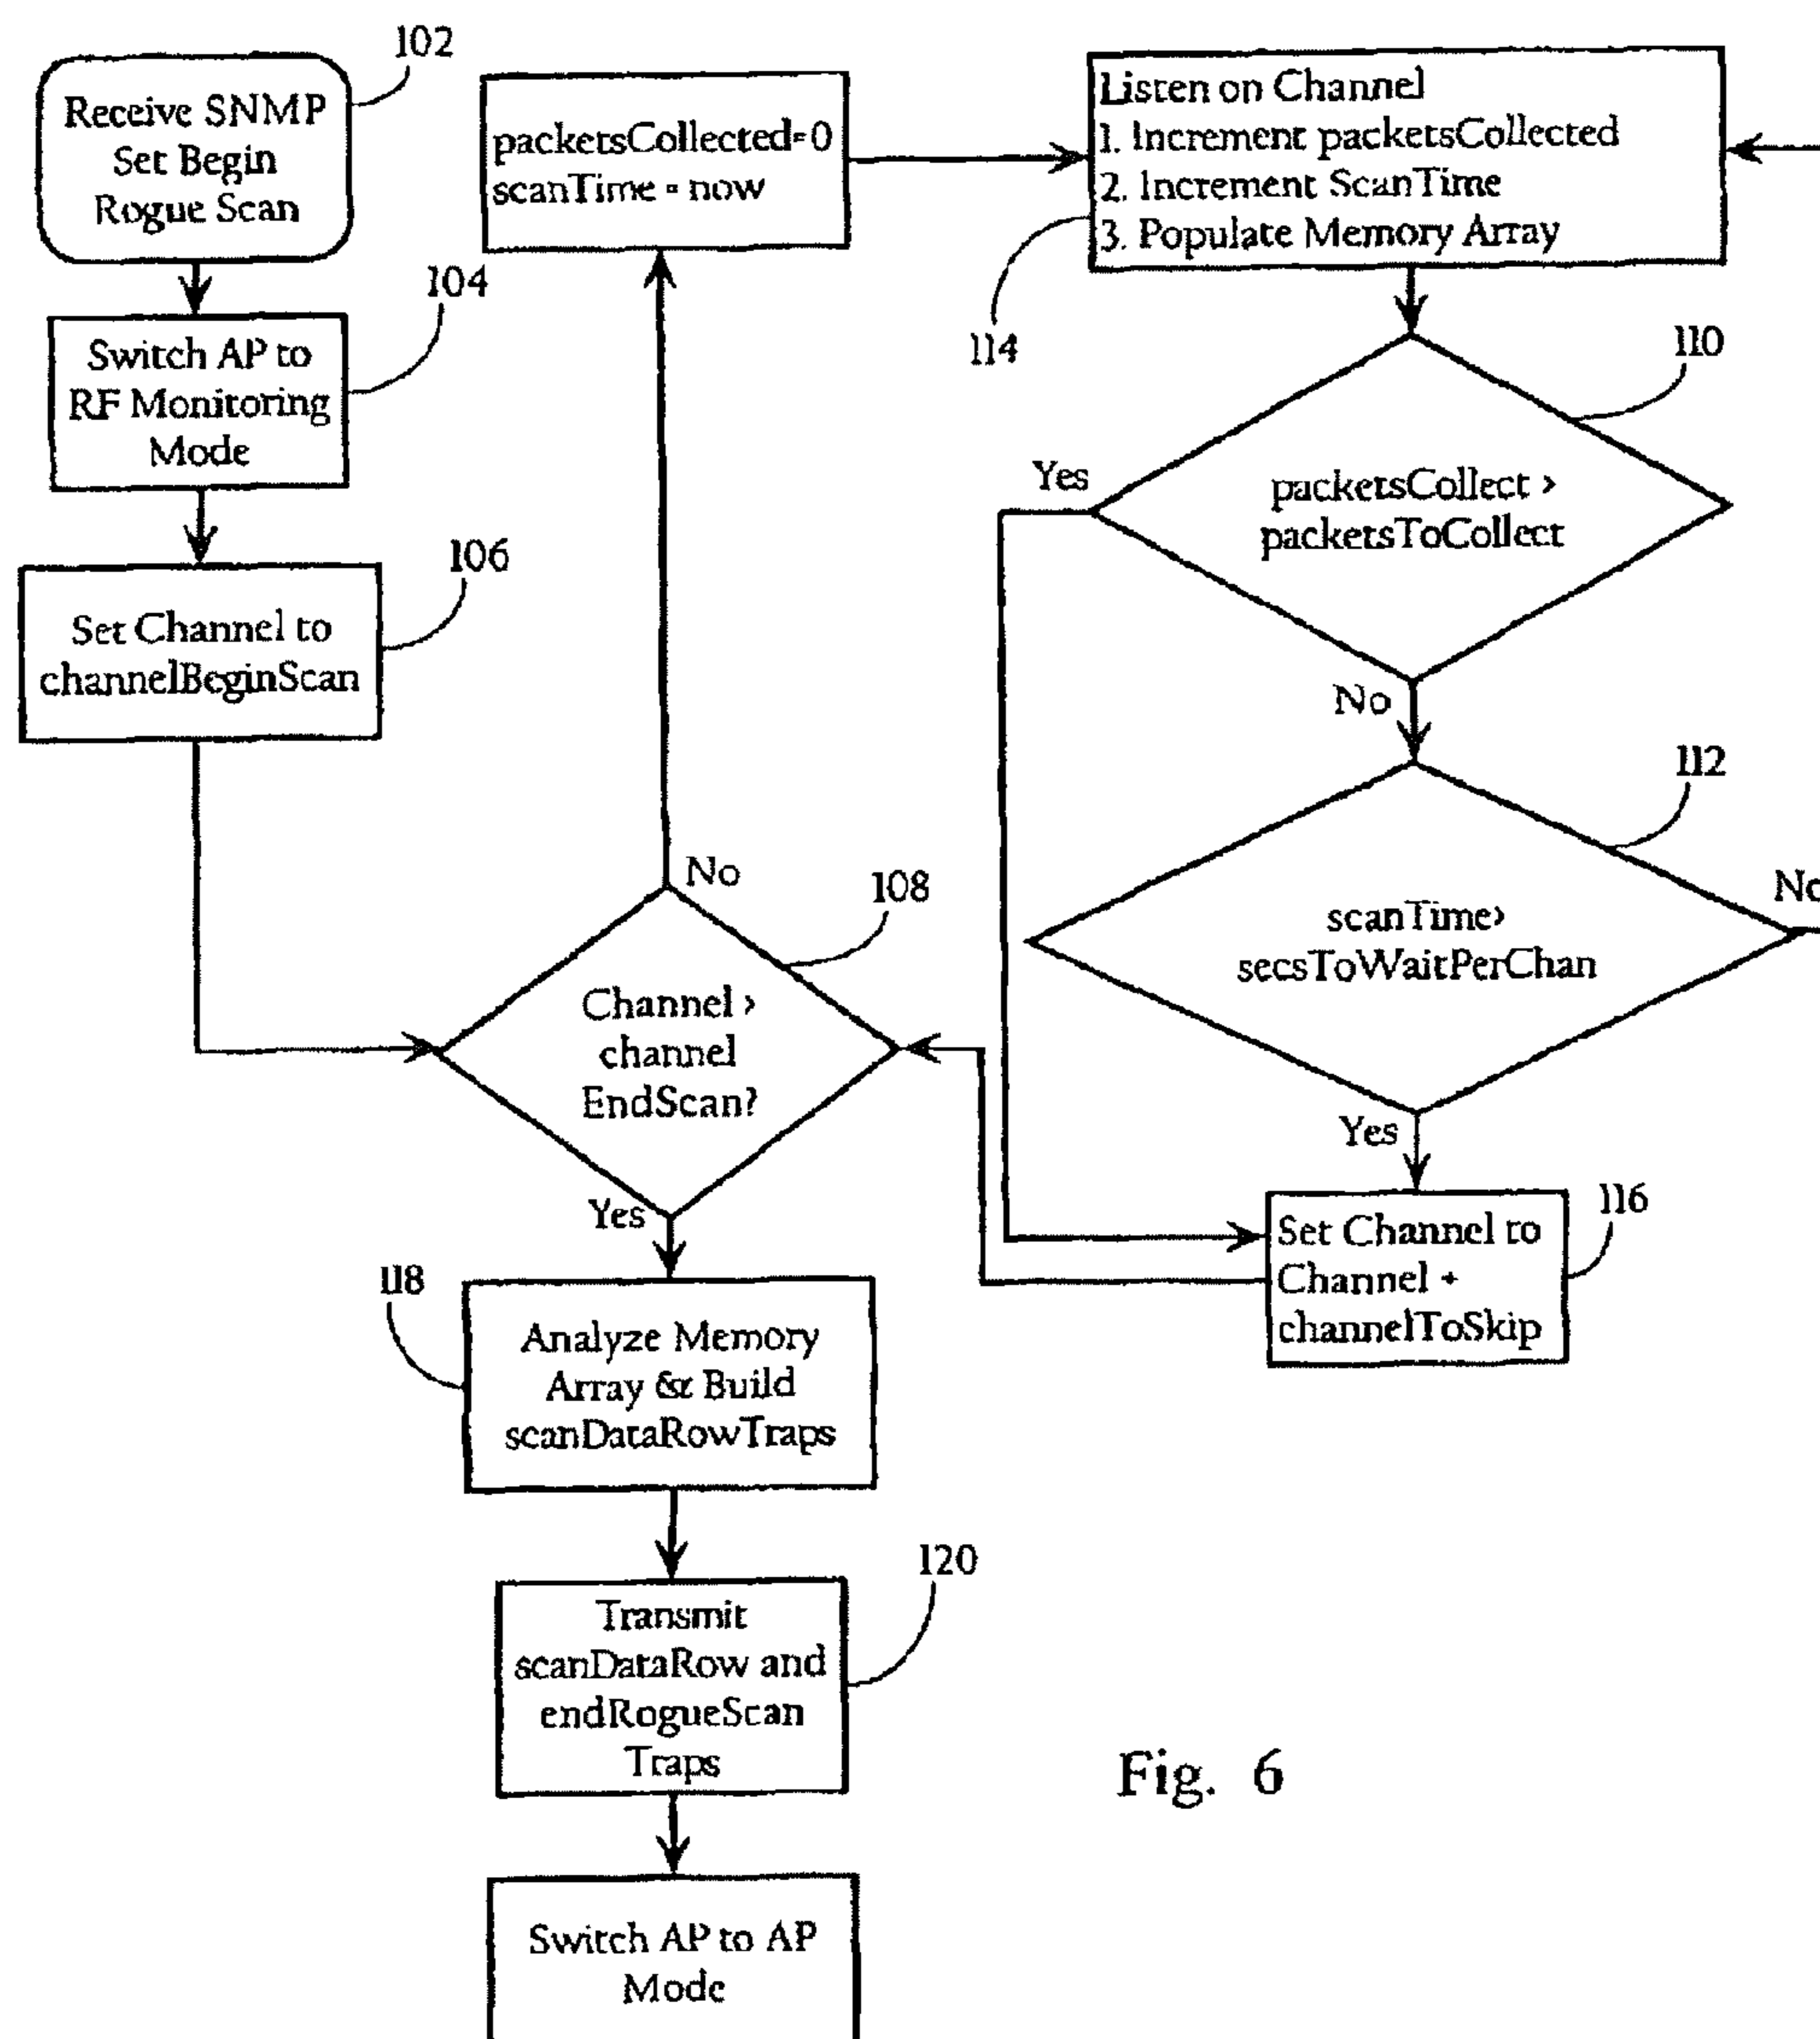 102
Receive SNMP
Set Begin
Rogue Scan
104
Switch AP to
RF Monitoring
Mode
106
Set Channel to
channelBeginScan
packetsCollected=0
scanTime = now
Listen on Channel
1. Increment packetsCollected
2. Increment ScanTime
3. Populate Memory Array
114
110
Yes
packetsCollect >
packetsToCollect
No
112
No
scanTime>
secsToWaitPerChan
Yes
116
Set Channel to
Channel +
channelToSkip
No
108
Channel >
channel
EndScan?
Yes
118
Analyze Memory
Array & Build
scanDataRowTraps
120
Transmit
scanDataRow and
endRogueScan
Traps
Switch AP to AP
Mode
Fig. 6